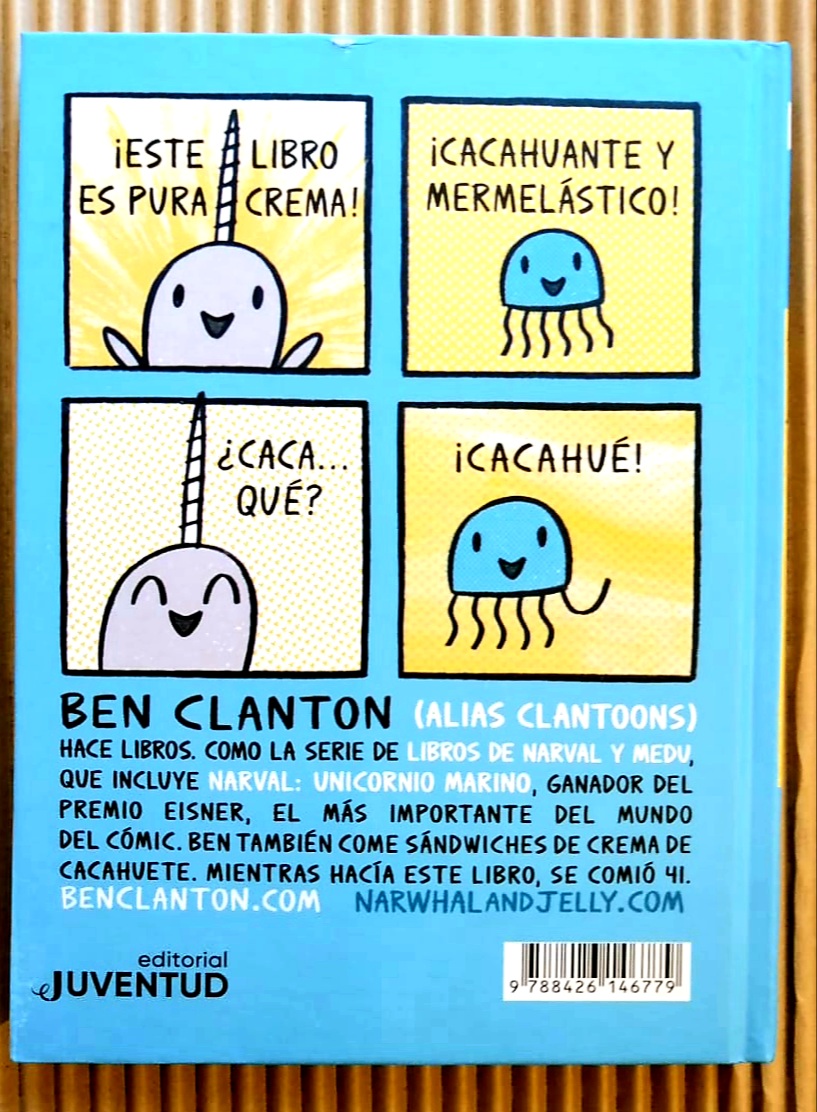 ¡ESTE LIBRO
ES PURA CREMA!
¡CACAHUANTE Y
MERMELÁSTICO!
¿CACA...
QUÉ?
¡CACAHUÉ!
BEN CLANTON (ALIAS CLANTOONS)
HACE LIBROS. COMO LA SERIE DE LIBROS DE NARVAL Y MEDU,
QUE INCLUYE NARVAL: UNICORNIO MARINO, GANADOR DEL
PREMIO EISNER, EL MÁS IMPORTANTE DEL MUNDO
DEL CÓMIC. BEN TAMBIÉN COME SÁNDWICHES DE CREMA DE
CACAHUETE. MIENTRAS HACÍA ESTE LIBRO, SE COMIÓ 41.
BENCLANTON.COM NARWHALANDJELLY.COM
editorial
eJUVENTUD
9 788426 146779